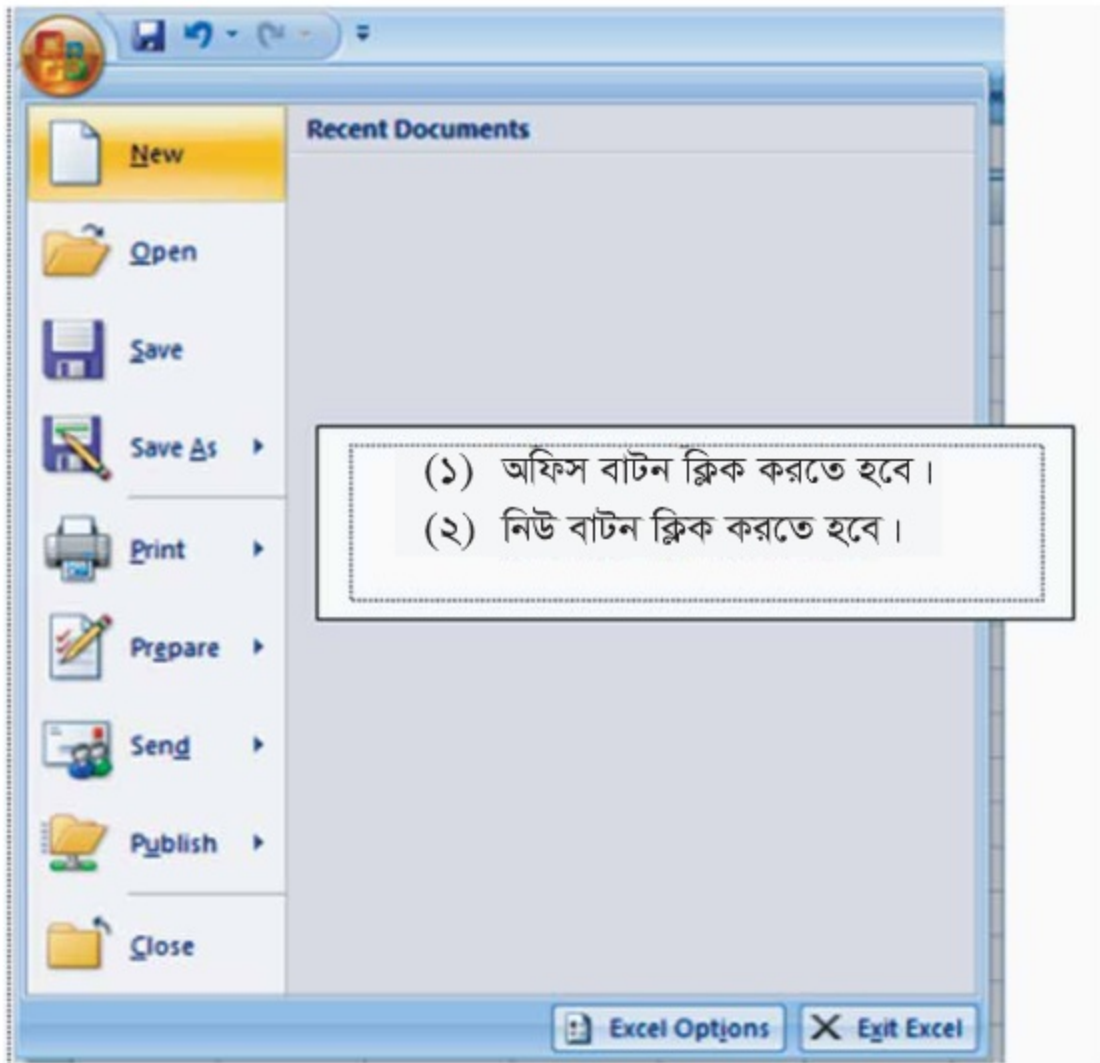 New
Recent Documents
Open
Save
Save As
(১) অফিস বাটন ক্লিক করতে হবে।
(২) নিউ বাটন ক্লিক করতে হবে।
Print
Prepare
Send
Publish
Close
Excel Options
Exit Excel